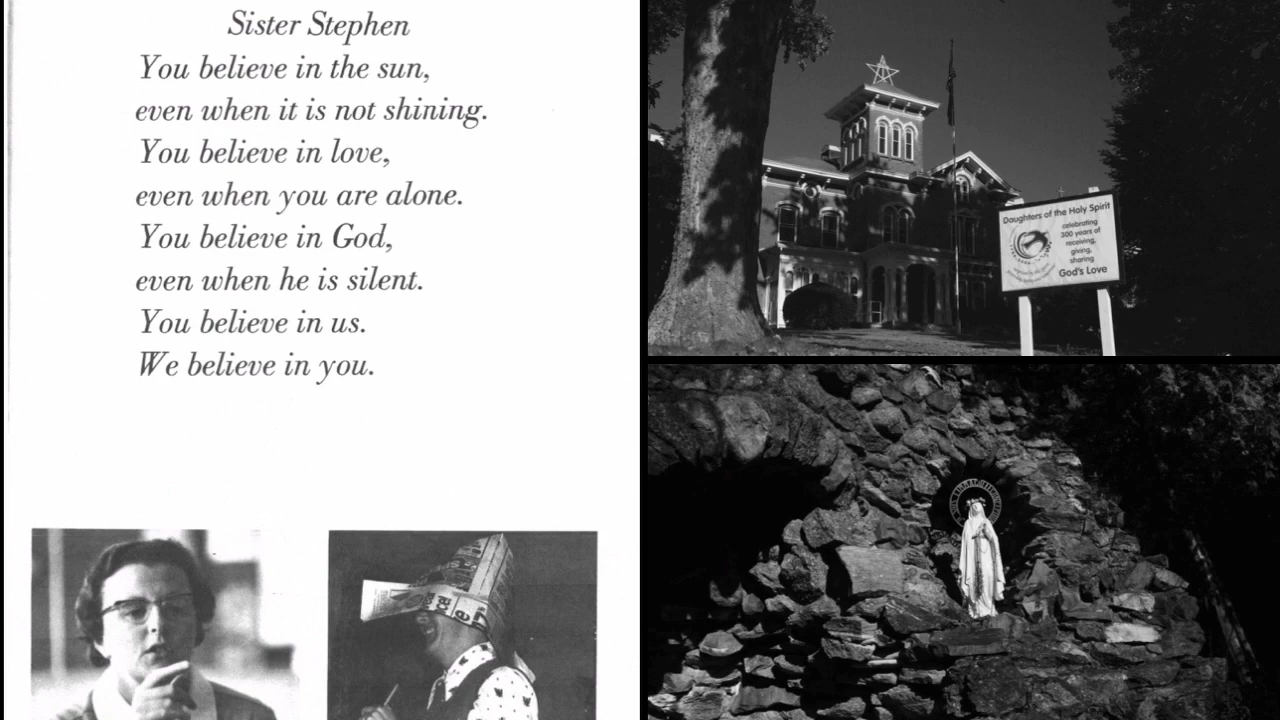 Sister Stephen
You believe in the sun,
even when it is not shining.
You believe in love,
even when you are alone.
You believe in God,
even when he is silent.
You believe in us.
We believe in you.
Daughters of the Holy Spirit
celebrating
300 years of
receiving,
giving,
sharing
God's Love